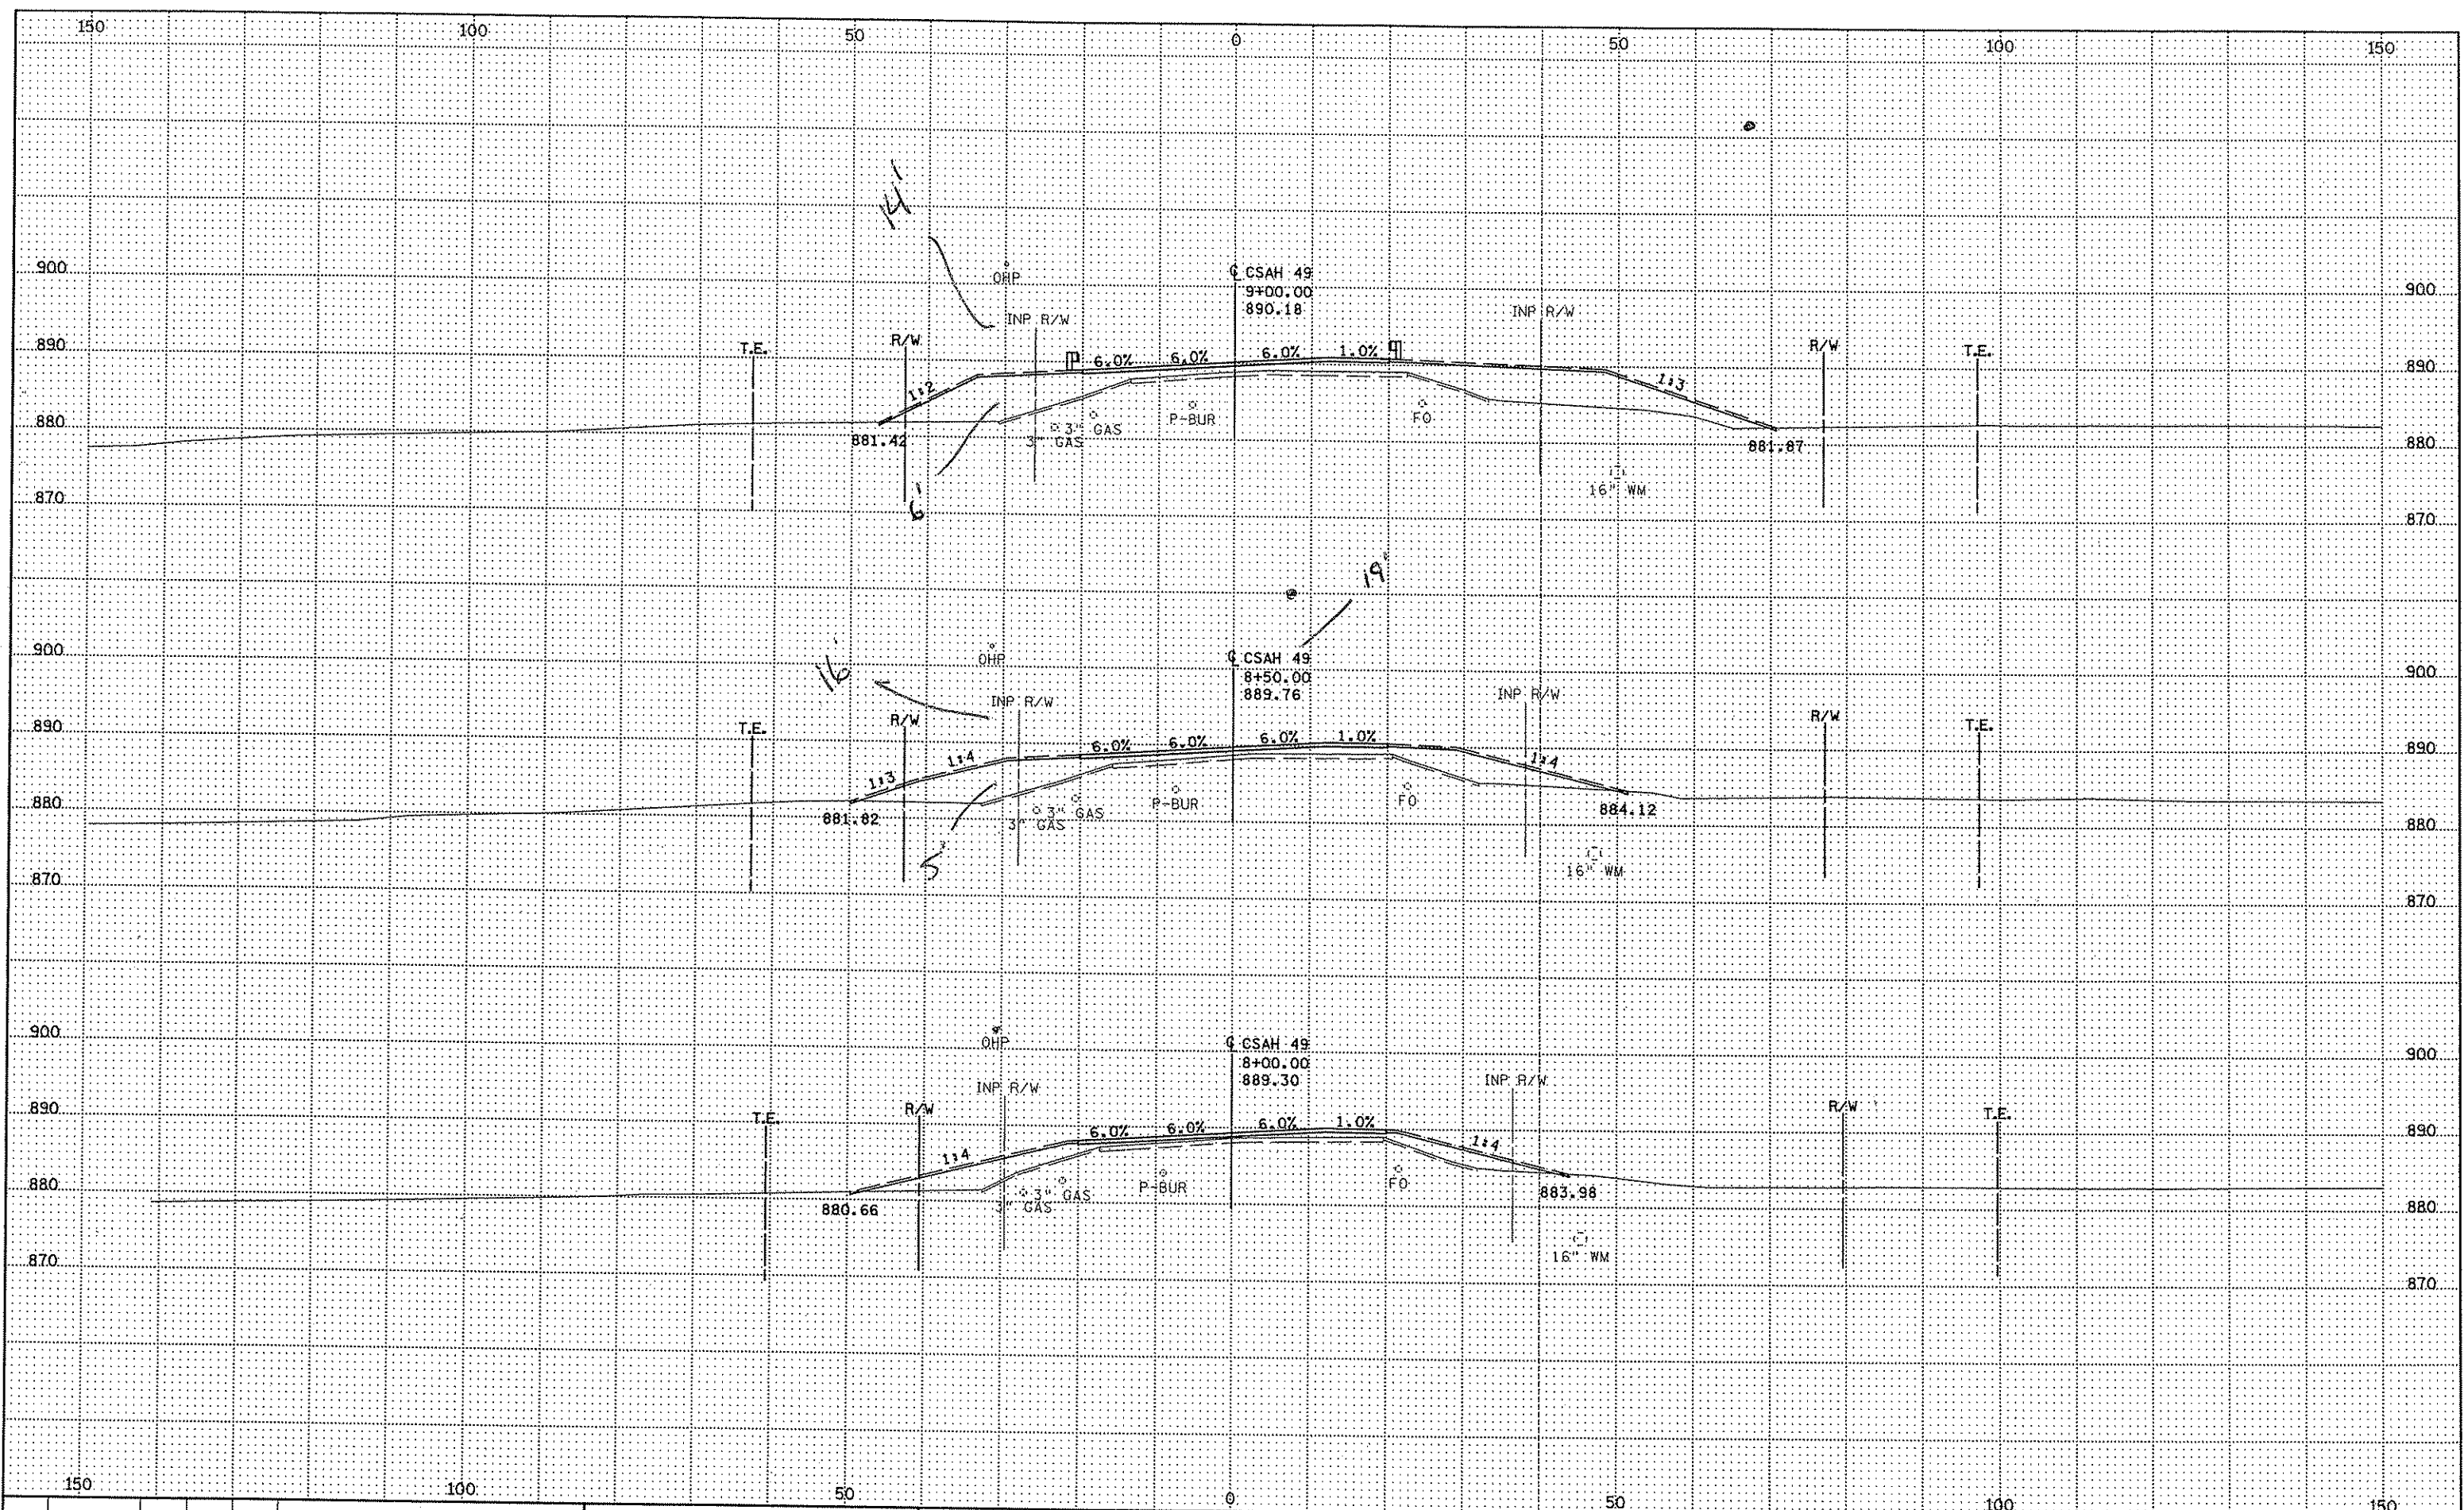 150 100 50 0 50 100 150
14'
OHP
900
℄ CSAH 49
9+00.00
890.18
900
INP R/W
INP R/W
890
T.E.
R/W
6.0% 6.0% 6.0% 1.0%
R/W
T.E.
890
1:2
1:3
880
881.42
3" GAS
3" GAS
P-BUR
FO
881.87
880
870
6'
16" WM
870
19'
16'
900
OHP
℄ CSAH 49
8+50.00
889.76
900
INP R/W
INP R/W
890
T.E.
R/W
6.0% 6.0% 6.0% 1.0%
R/W
T.E.
890
1:3
1:4
1:4
880
881.82
3" GAS
3" GAS
P-BUR
FO
884.12
880
5'
16" WM
870
870
900
OHP
℄ CSAH 49
8+00.00
889.30
900
INP R/W
INP R/W
890
T.E.
R/W
6.0% 6.0% 6.0% 1.0%
R/W
T.E.
890
1:4
1:4
880
880.66
3" GAS
3" GAS
P-BUR
FO
883.98
880
16" WM
870
870
150 100 50 0 50 100 150